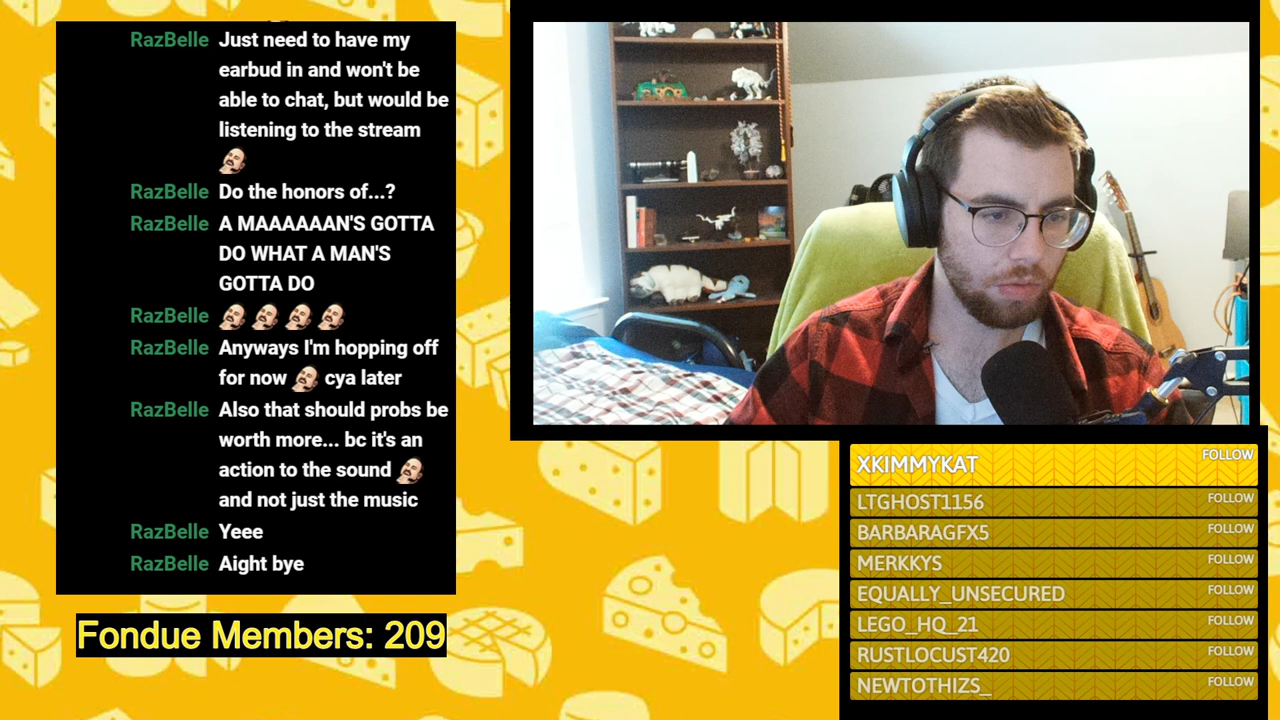 RazBelle Just need to have my
earbud in and won't be
able to chat, but would be
listening to the stream
RazBelle Do the honors of...?
RazBelle A MAAAAAAN'S GOTTA
DO WHAT A MAN'S
GOTTA DO
RazBelle
RazBelle Anyways I'm hopping off
for now cya later
RazBelle Also that should probs be
worth more... bc it's an
action to the sound
and not just the music
RazBelle Yeee
RazBelle Aight bye
Fondue Members: 209
XKIMMYKAT FOLLOW
LTGHOST1156 FOLLOW
BARBARAGFX5 FOLLOW
MERKKYS FOLLOW
EQUALLY_UNSECURED FOLLOW
LEGO_HQ_21 FOLLOW
RUSTLOCUST420 FOLLOW
NEWTOTHIZS_ FOLLOW